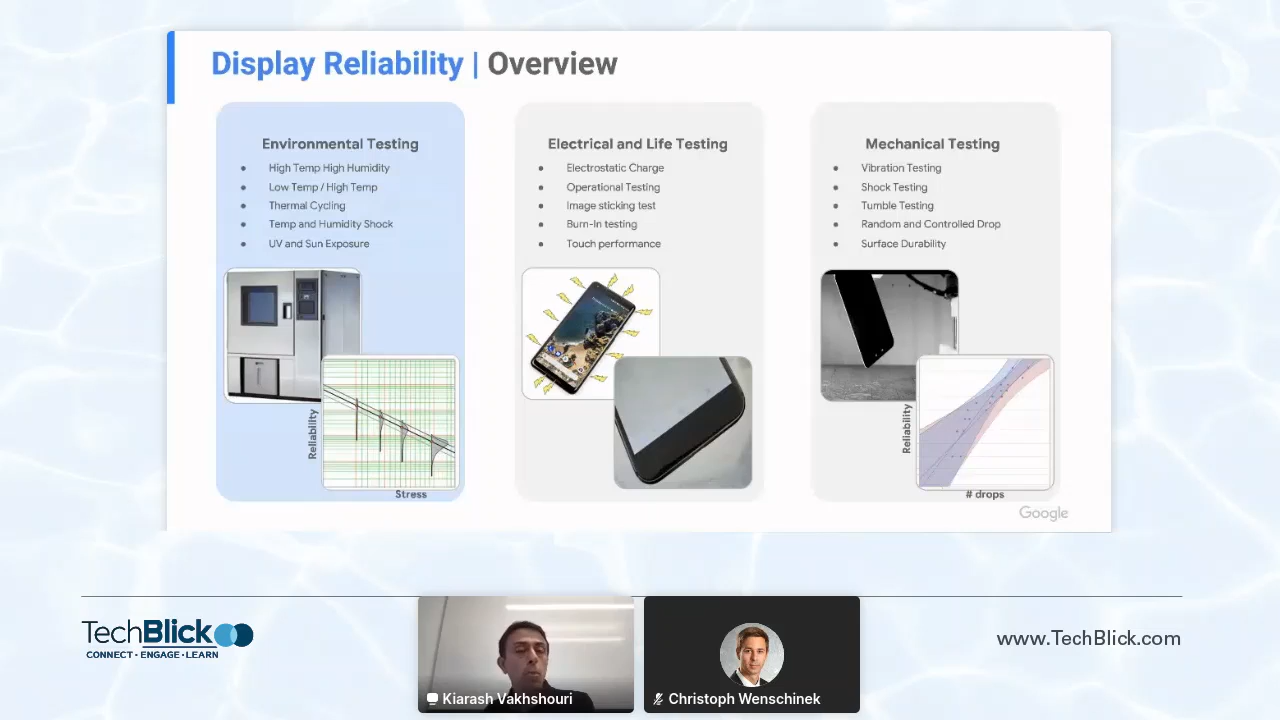 Display Reliability | Overview
Environmental Testing
High Temp High Humidity
Low Temp / High Temp
Thermal Cycling
Temp and Humidity Shock
UV and Sun Exposure
Reliability
Stress
Electrical and Life Testing
Electrostatic Charge
Operational Testing
Image sticking test
Burn-In testing
Touch performance
Mechanical Testing
Vibration Testing
Shock Testing
Tumble Testing
Random and Controlled Drop
Surface Durability
Reliability
# drops
Google
TechBlick
CONNECT · ENGAGE · LEARN
Kiarash Vakhshouri
Christoph Wenschinek
www.TechBlick.com